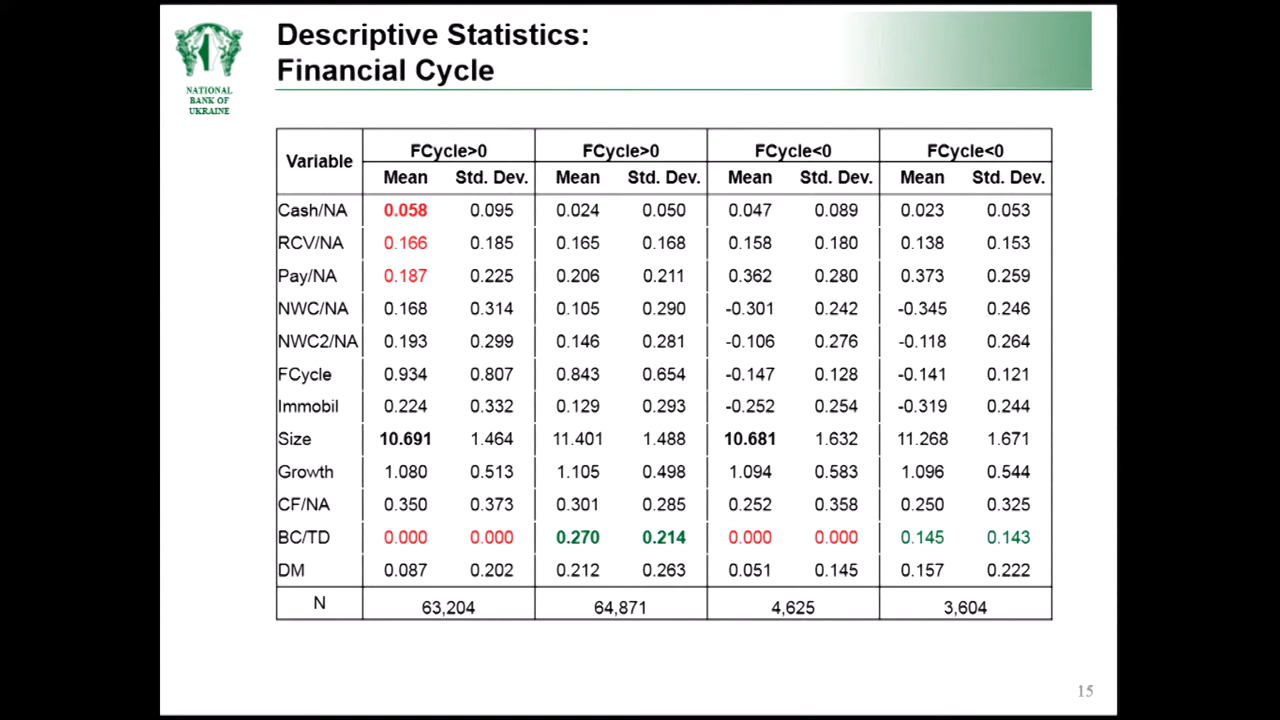 Descriptive Statistics:
Financial Cycle
NATIONAL
BANK OF
UKRAINE
Variable FCycle>0 FCycle>0 FCycle<0 FCycle<0
Mean Std. Dev. Mean Std. Dev. Mean Std. Dev. Mean Std. Dev.
Cash/NA 0.058 0.095 0.024 0.050 0.047 0.089 0.023 0.053
RCV/NA 0.166 0.185 0.165 0.168 0.158 0.180 0.138 0.153
Pay/NA 0.187 0.225 0.206 0.211 0.362 0.280 0.373 0.259
NWC/NA 0.168 0.314 0.105 0.290 -0.301 0.242 -0.345 0.246
NWC2/NA 0.193 0.299 0.146 0.281 -0.106 0.276 -0.118 0.264
FCycle 0.934 0.807 0.843 0.654 -0.147 0.128 -0.141 0.121
Immobil 0.224 0.332 0.129 0.293 -0.252 0.254 -0.319 0.244
Size 10.691 1.464 11.401 1.488 10.681 1.632 11.268 1.671
Growth 1.080 0.513 1.105 0.498 1.094 0.583 1.096 0.544
CF/NA 0.350 0.373 0.301 0.285 0.252 0.358 0.250 0.325
BC/TD 0.000 0.000 0.270 0.214 0.000 0.000 0.145 0.143
DM 0.087 0.202 0.212 0.263 0.051 0.145 0.157 0.222
N 63,204 64,871 4,625 3,604
15